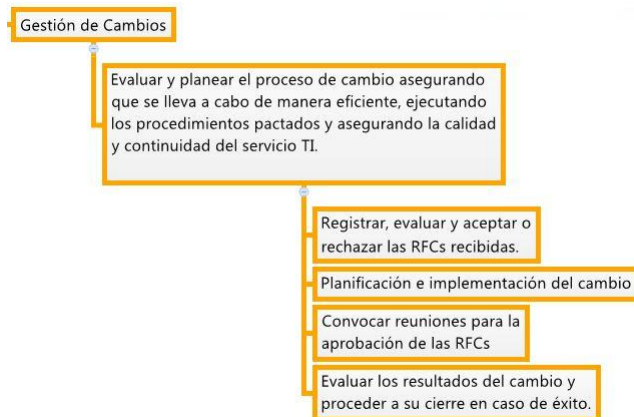 Gestión de Cambios
Evaluar y planear el proceso de cambio asegurando
que se lleva a cabo de manera eficiente, ejecutando
los procedimientos pactados y asegurando la calidad
y continuidad del servicio TI.
Registrar, evaluar y aceptar o
rechazar las RFCs recibidas.
Planificación e implementación del cambio
Convocar reuniones para la
aprobación de las RFCs
Evaluar los resultados del cambio y
proceder a su cierre en caso de éxito.